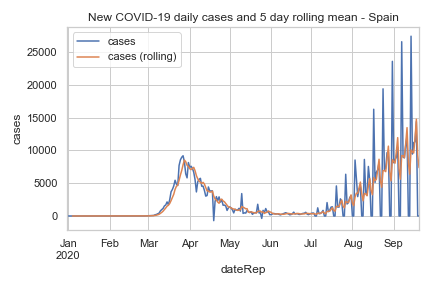 New COVID-19 daily cases and 5 day rolling mean - Spain
cases
cases (rolling)
25000
20000
15000
10000
5000
0
cases
Jan Feb Mar Apr May Jun Jul Aug Sep
2020
dateRep